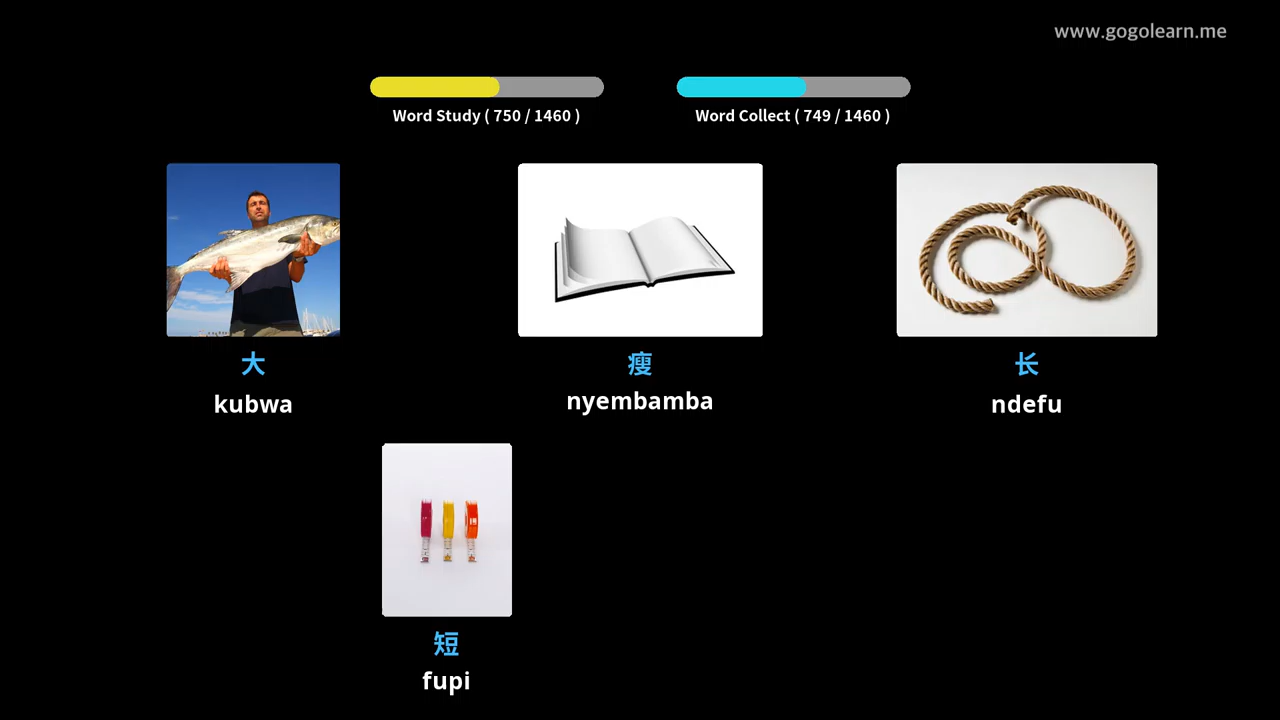 www.gogolearn.me
Word Study ( 750 / 1460 )
Word Collect ( 749 / 1460 )
大
kubwa
瘦
nyembamba
长
ndefu
短
fupi